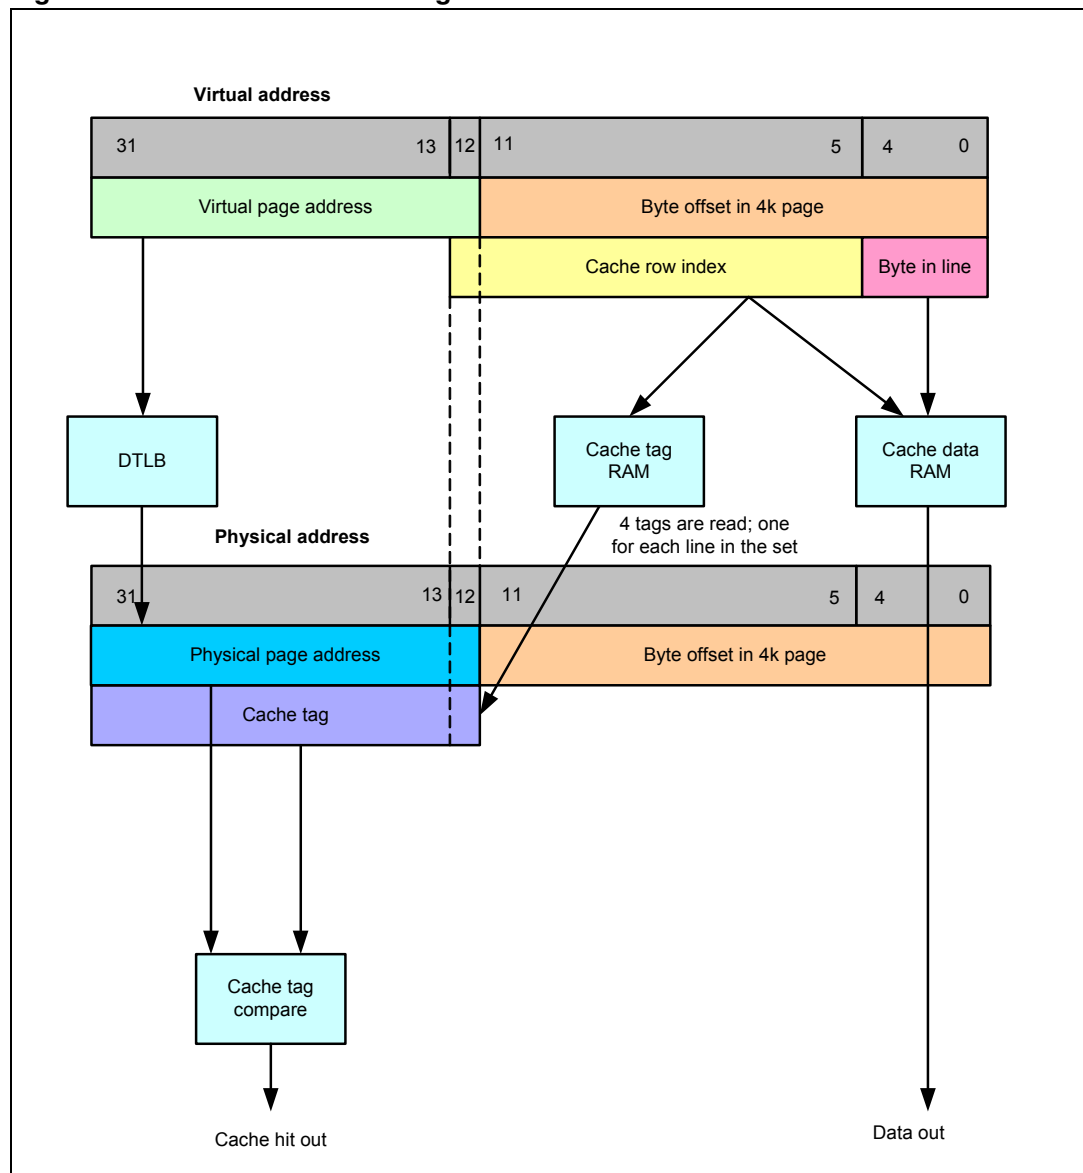 Virtual address
31 13 12 11 5 4 0
Virtual page address Byte offset in 4k page
Cache row index Byte in line
DTLB
Cache tag
RAM
Cache data
RAM
4 tags are read; one
for each line in the set
Physical address
31 13 12 11 5 4 0
Physical page address Byte offset in 4k page
Cache tag
Cache tag
compare
Cache hit out
Data out